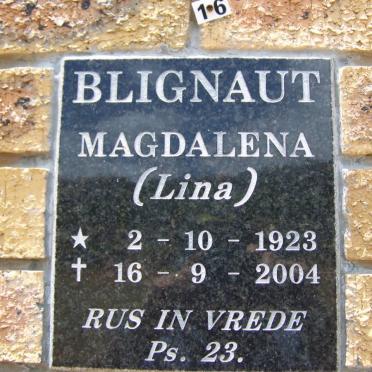 1•6
BLIGNAUT
MAGDALENA
(Lina)
★ 2 - 10 - 1923
✝ 16 - 9 - 2004
RUS IN VREDE
Ps. 23.